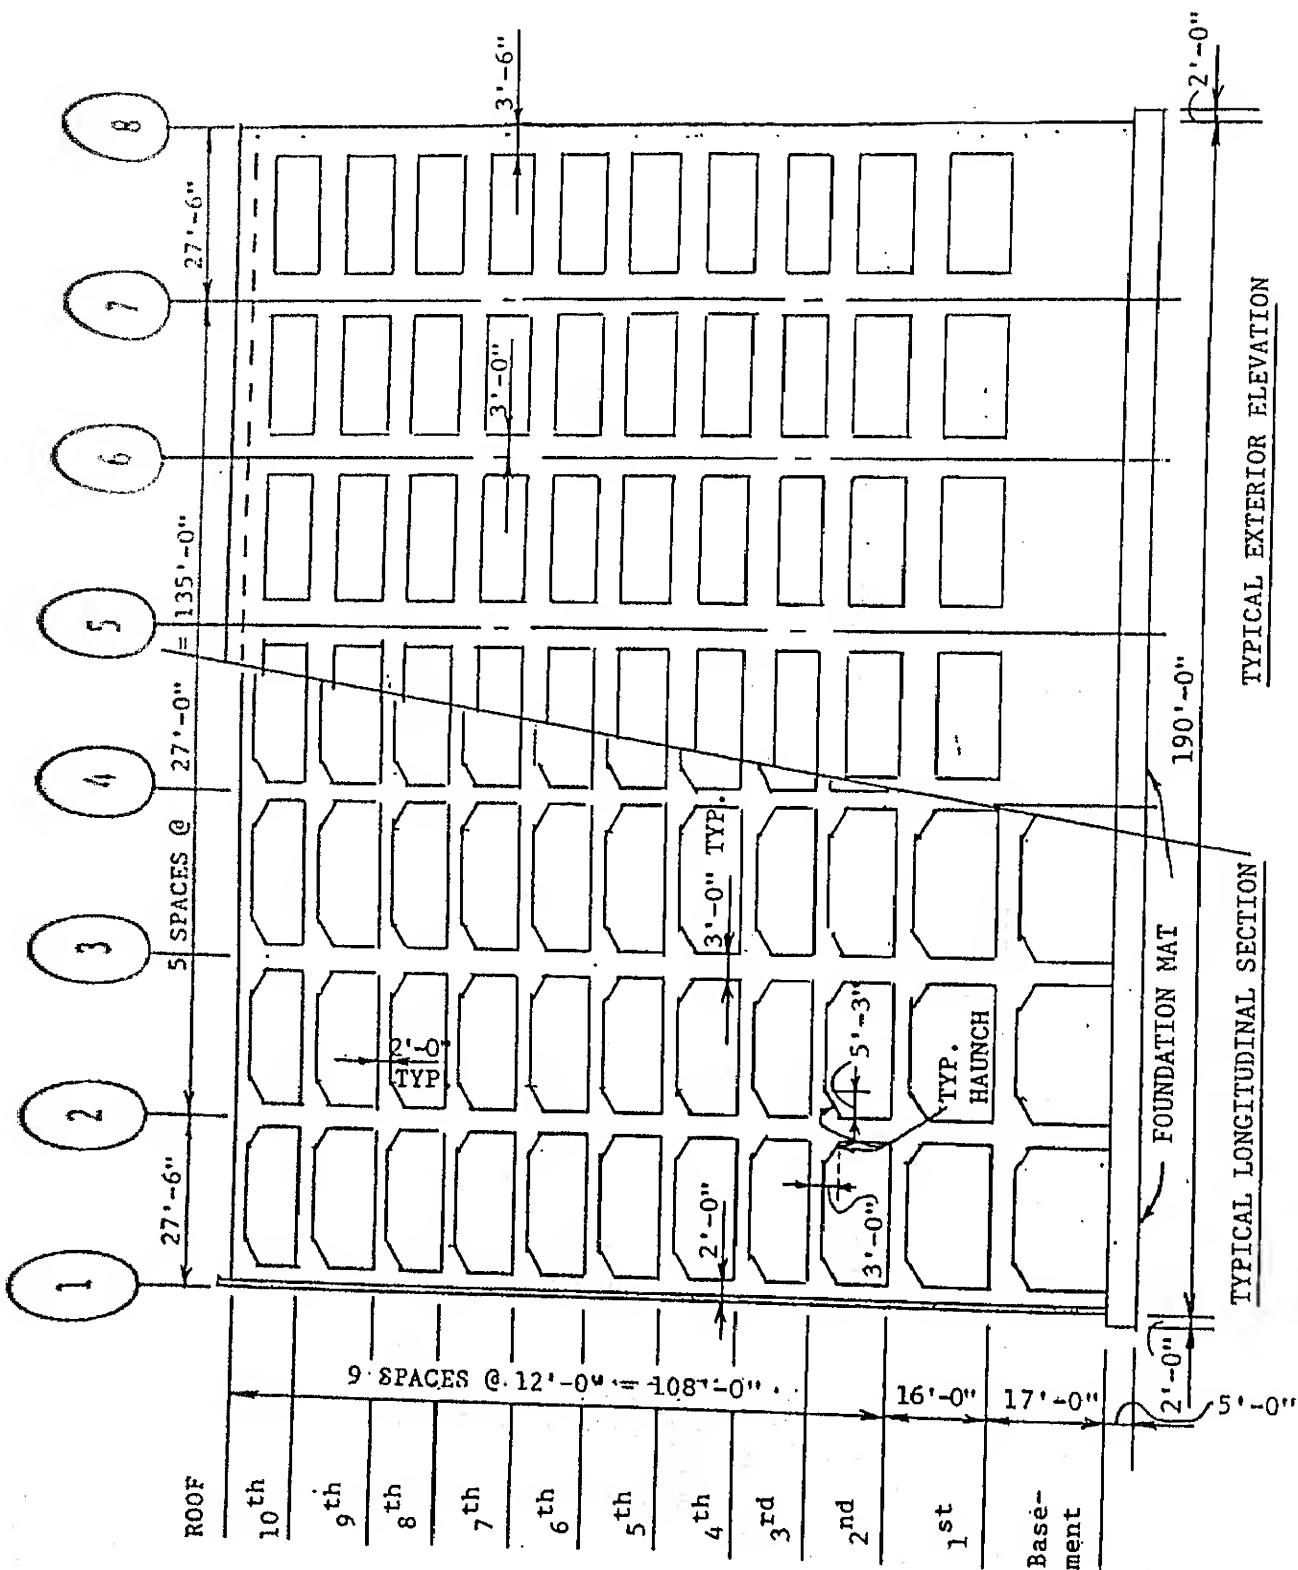 1
2
3
4
5
6
7
8
27'-6"
5 SPACES @ 27'-0" = 135'-0"
27'-6"
3'-6"
3'-0"
2'-0"
TYP
3'-0" TYP.
2'-0"
5'-3"
3'-0"
TYP.
HAUNCH
ROOF
10th
9th
8th
7th
6th
5th
4th
3rd
2nd
1st
Base-
ment
9 SPACES @ 12'-0" = 108'-0"
16'-0"
17'-0"
5'-0"
2'-0"
190'-0"
2'-0"
FOUNDATION MAT
TYPICAL LONGITUDINAL SECTION
TYPICAL EXTERIOR ELEVATION